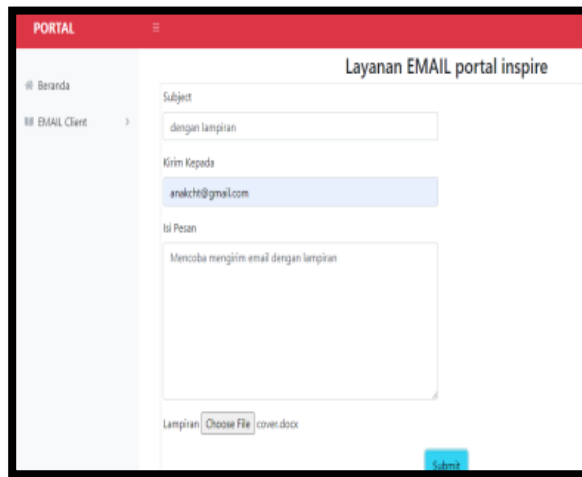 PORTAL
Layanan EMAIL portal inspire
Beranda
EMAIL Client
Subject
dengan lampiran
Kirim Kepada
anakcht@gmail.com
Isi Pesan
Mencoba mengirim email dengan lampiran
Lampiran Choose File cover.docx
Submit